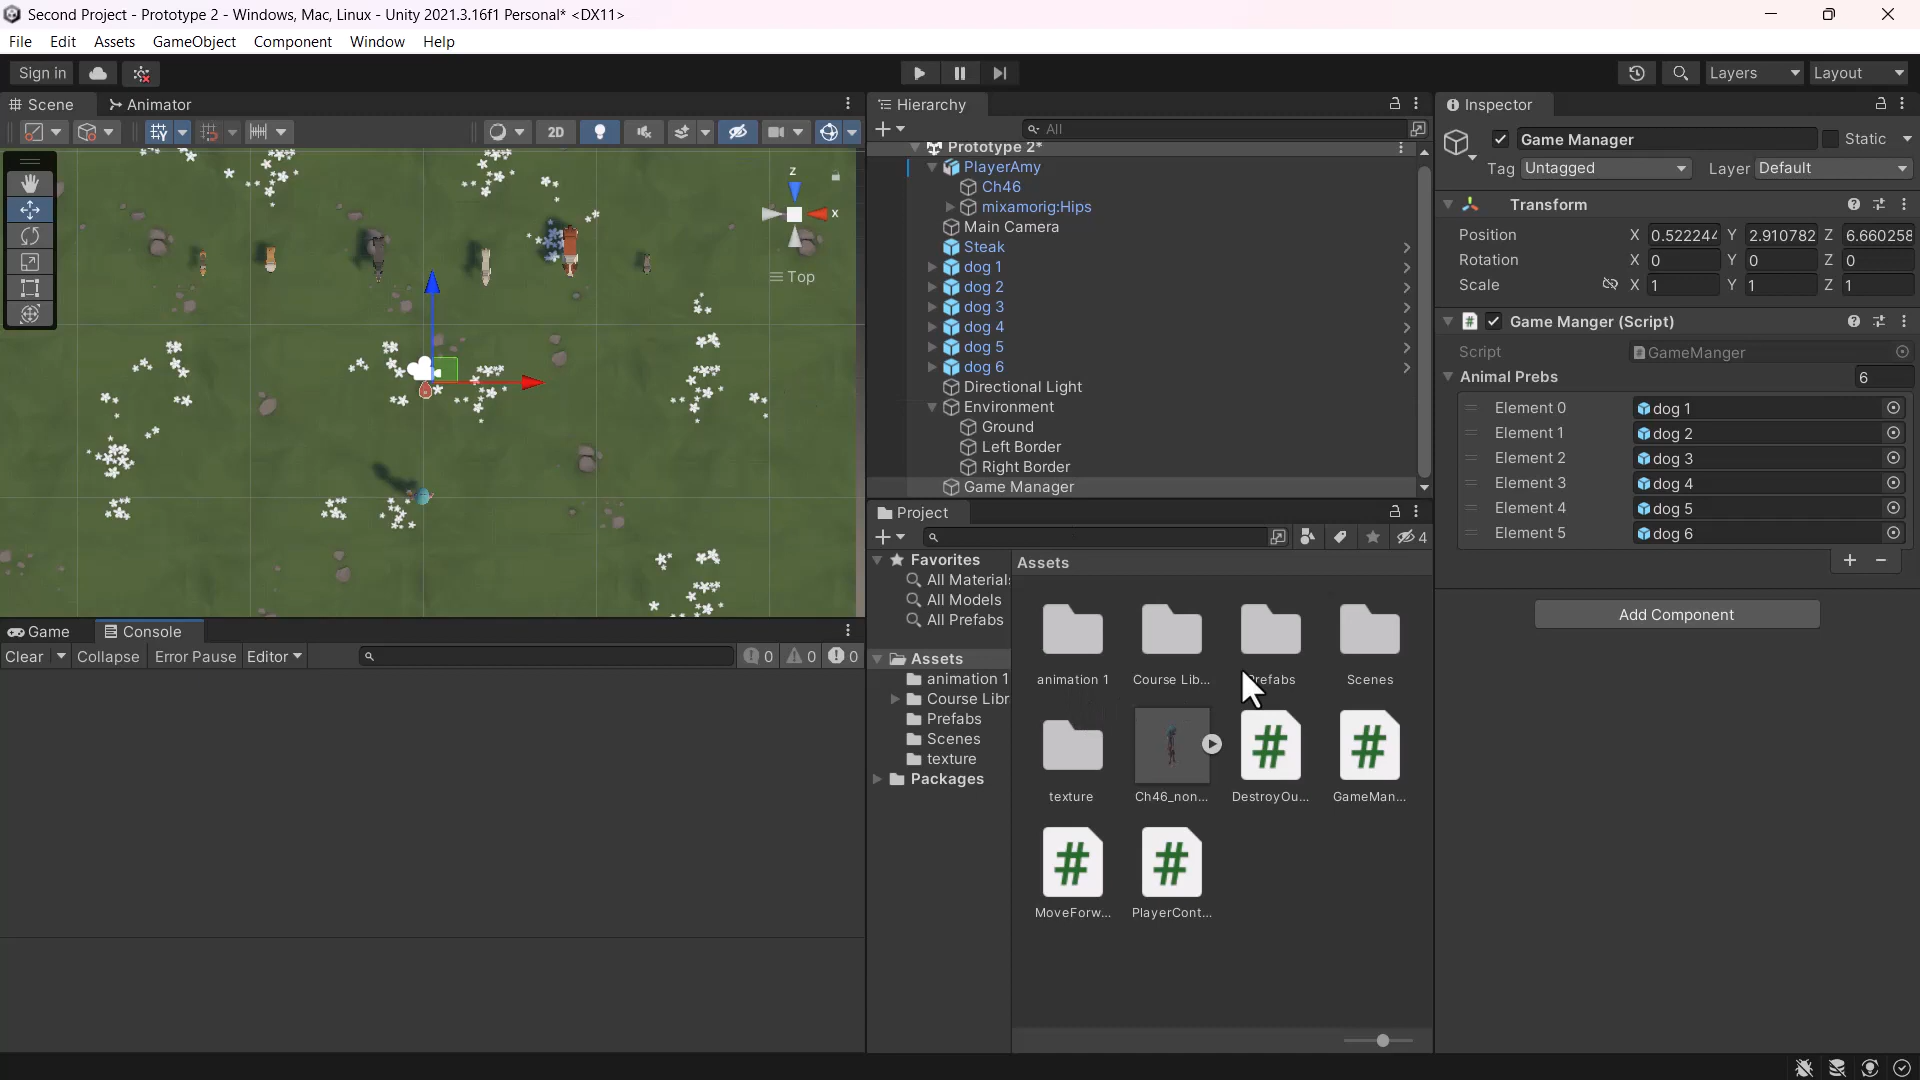 Second Project - Prototype 2 - Windows, Mac, Linux - Unity 2021.3.16f1 Personal* <DX11>
File Edit Assets GameObject Component Window Help
Sign in
Layers Layout
Scene Animator
2D
z
x
Top
Hierarchy
All
Prototype 2*
PlayerAmy
Ch46
mixamorig:Hips
Main Camera
Steak
dog 1
dog 2
dog 3
dog 4
dog 5
dog 6
Directional Light
Environment
Ground
Left Border
Right Border
Game Manager
Inspector
Game Manager Static
Tag Untagged Layer Default
Transform
Position X 0.522244 Y 2.910782 Z 6.660258
Rotation X 0 Y 0 Z 0
Scale X 1 Y 1 Z 1
# Game Manger (Script)
Script GameManger
Animal Prebs 6
= Element 0 dog 1
= Element 1 dog 2
= Element 2 dog 3
= Element 3 dog 4
= Element 4 dog 5
= Element 5 dog 6
+ −
Add Component
Project
4
Favorites
All Materials
All Models
All Prefabs
Assets
animation 1
Course Libr
Prefabs
Scenes
texture
Packages
Assets
animation 1 Course Lib... refabs Scenes
# #
texture Ch46_non... DestroyOu... GameMan...
# #
MoveForw... PlayerCont...
Game Console
Clear Collapse Error Pause Editor
0 0 0